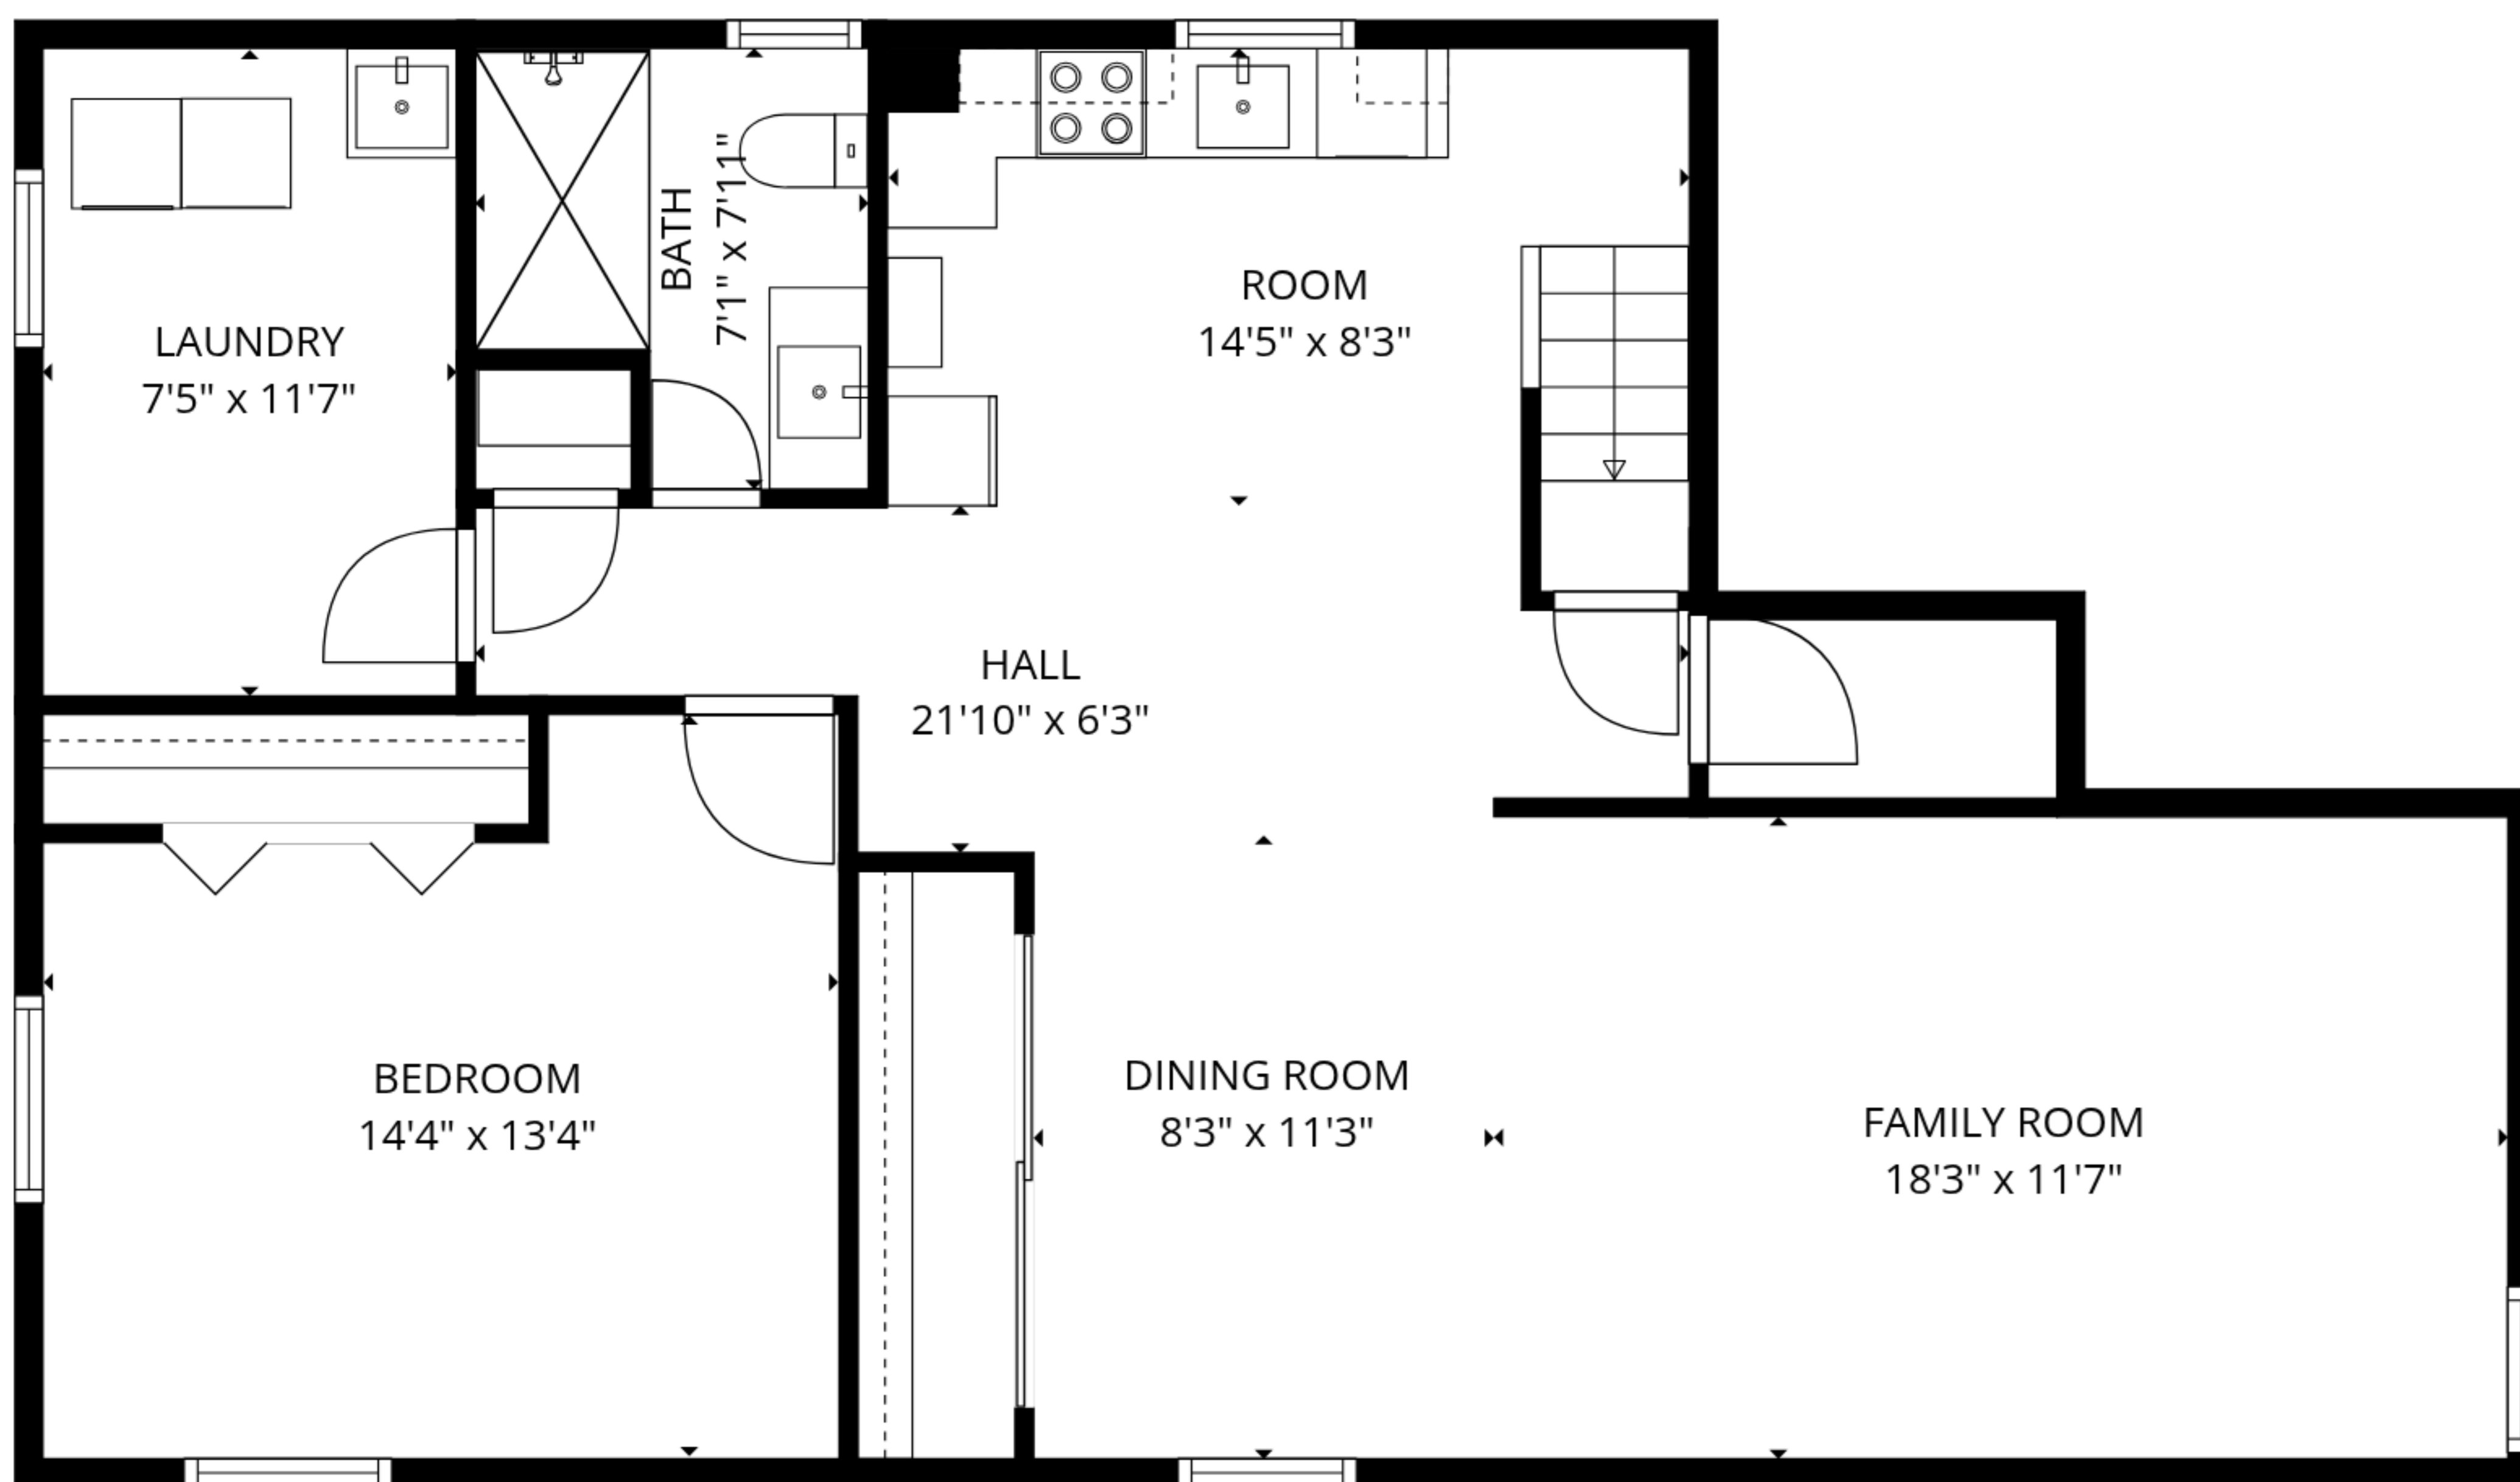 BATH
7'1" x 7'11"
ROOM
14'5" x 8'3"
LAUNDRY
7'5" x 11'7"
HALL
21'10" x 6'3"
BEDROOM
14'4" x 13'4"
DINING ROOM
8'3" x 11'3"
FAMILY ROOM
18'3" x 11'7"